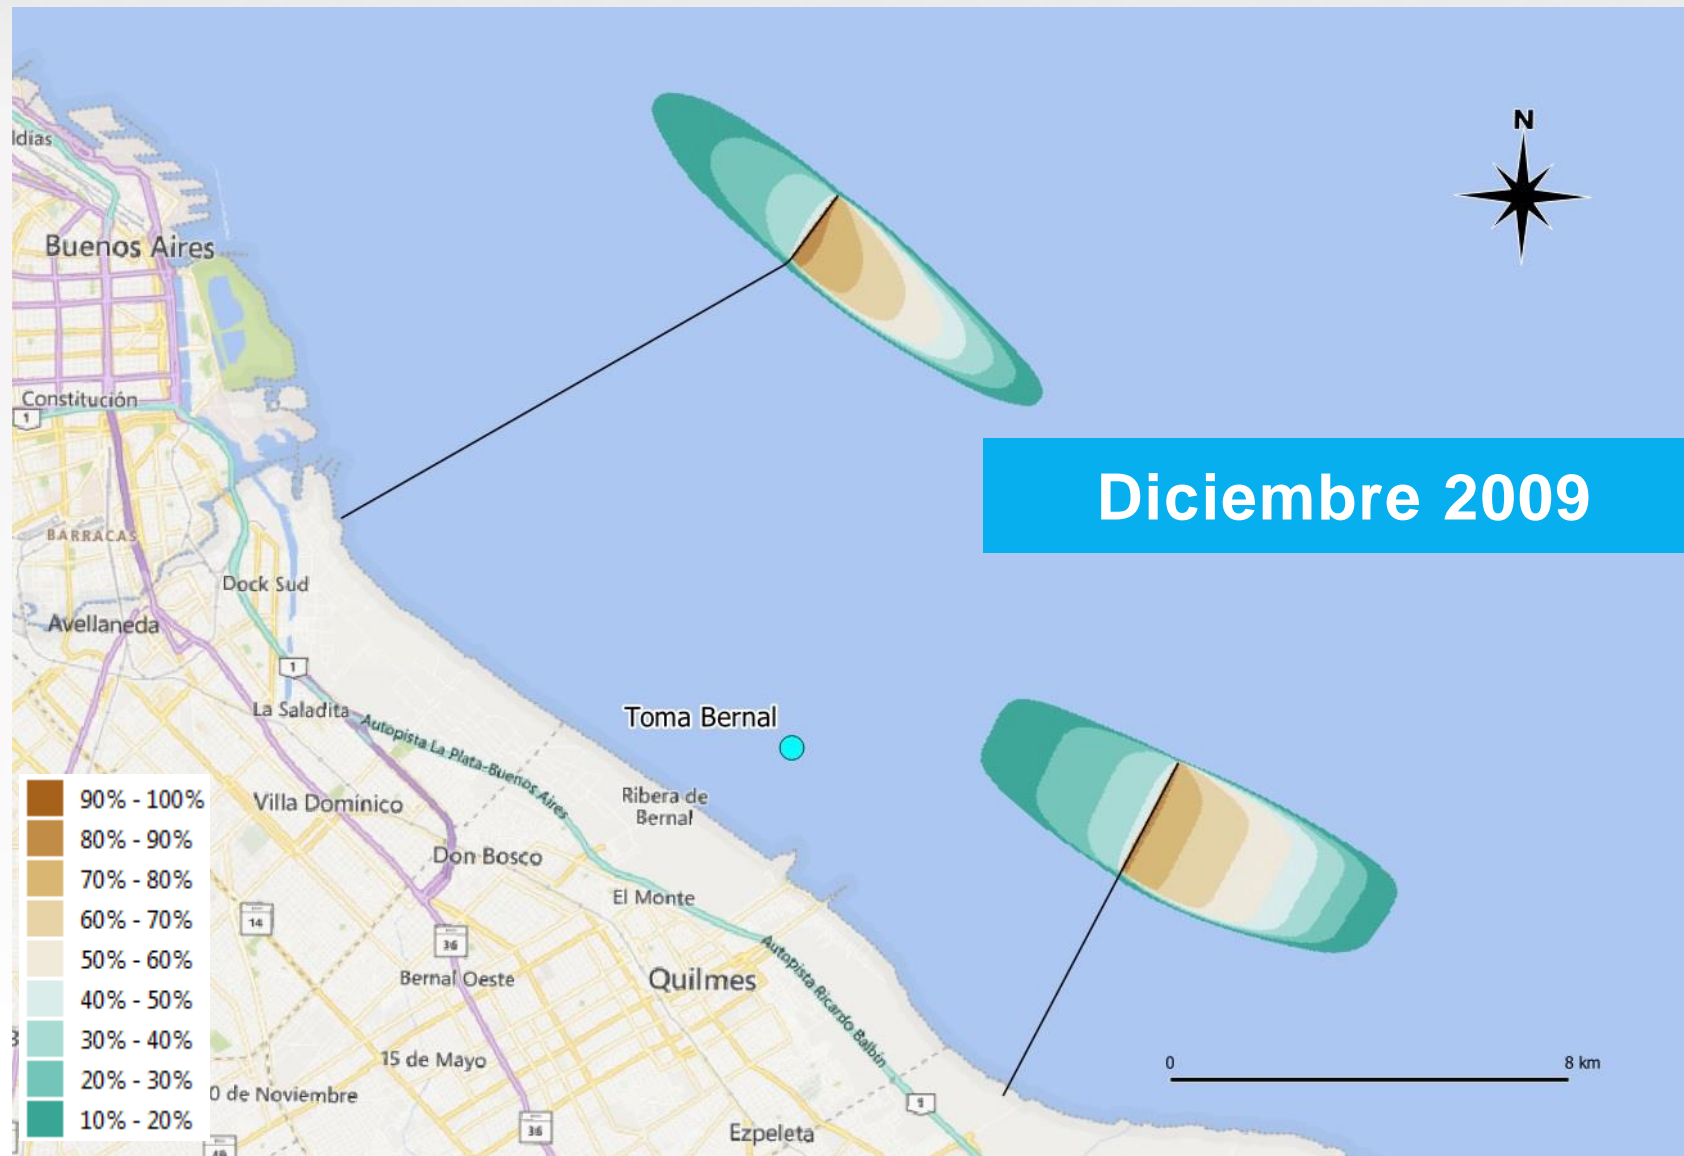 N
ldías
Buenos Aires
Constitución
1
Diciembre 2009
BARRACAS
Dock Sud
Avellaneda
1
La Saladita
Autopista La Plata-Buenos Aires
Toma Bernal
Villa Domínico
Ribera de
Bernal
Don Bosco
El Monte
14
36
Bernal Oeste
Quilmes
Autopista Ricardo Balbín
15 de Mayo
0 de Noviembre
36
Ezpeleta
49
0
8 km
90% - 100%
80% - 90%
70% - 80%
60% - 70%
50% - 60%
40% - 50%
30% - 40%
20% - 30%
10% - 20%